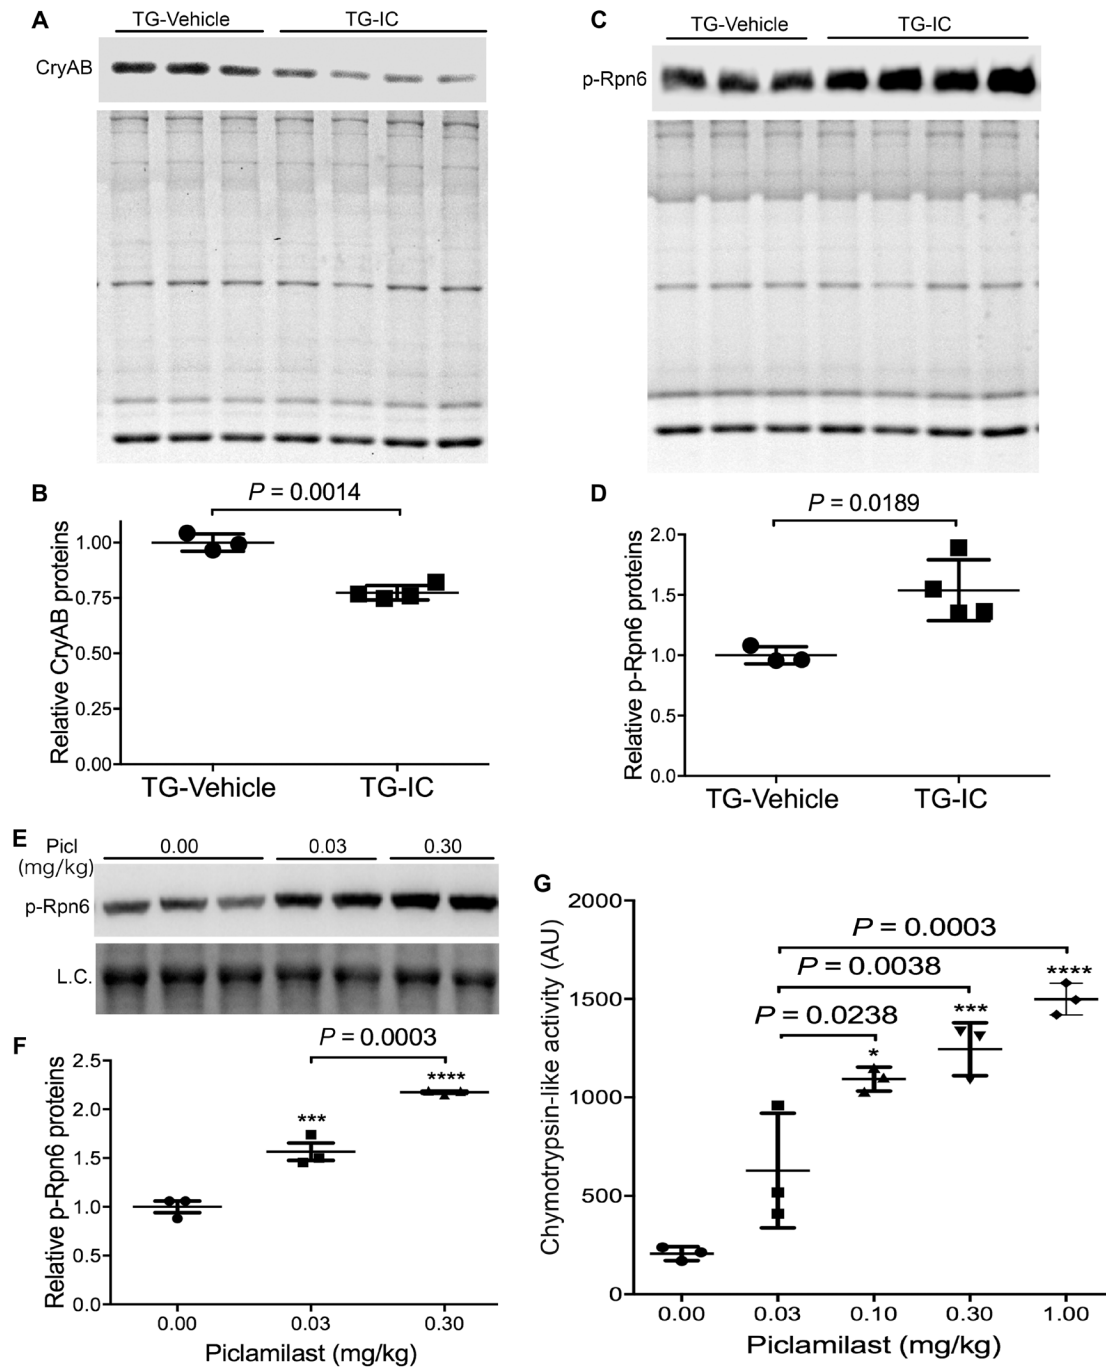 A
TG-Vehicle
TG-IC
CryAB
B
P = 0.0014
Relative CryAB proteins
1.00
0.75
0.50
0.25
0.00
TG-Vehicle
TG-IC
C
TG-Vehicle
TG-IC
p-Rpn6
D
P = 0.0189
Relative p-Rpn6 proteins
2.0
1.5
1.0
0.5
0.0
TG-Vehicle
TG-IC
E
Picl
(mg/kg)
0.00
0.03
0.30
p-Rpn6
L.C.
F
P = 0.0003
Relative p-Rpn6 proteins
2.5
2.0
1.5
1.0
0.5
0.0
***
****
0.00
0.03
0.30
Piclamilast (mg/kg)
G
Chymotrypsin-like activity (AU)
2000
1500
1000
500
0
P = 0.0003
P = 0.0038
P = 0.0238
*
***
****
0.00
0.03
0.10
0.30
1.00
Piclamilast (mg/kg)